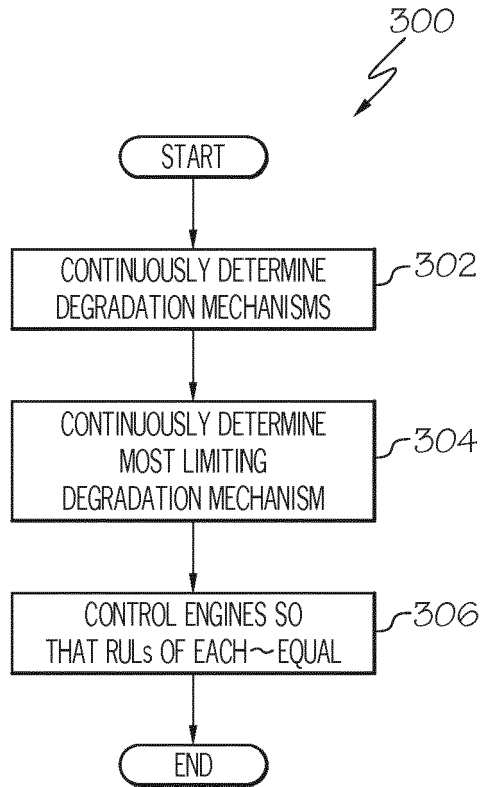 300
START
CONTINUOUSLY DETERMINE
DEGRADATION MECHANISMS
302
CONTINUOUSLY DETERMINE
MOST LIMITING
DEGRADATION MECHANISM
304
CONTROL ENGINES SO
THAT RULs OF EACH~EQUAL
306
END